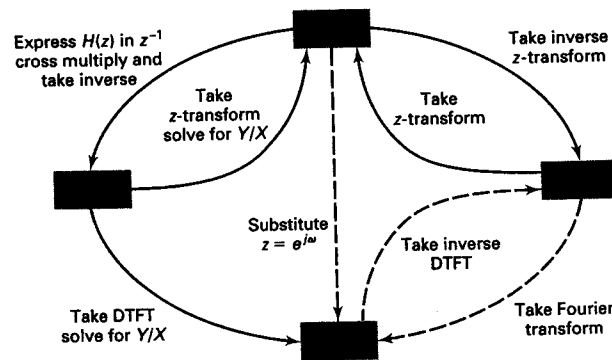 Express H(z) in z⁻¹
cross multiply and
take inverse
Take inverse
z-transform
Take
z-transform
solve for Y/X
Take
z-transform
Substitute
z = e^{jω}
Take inverse
DTFT
Take DTFT
solve for Y/X
Take Fourier
transform